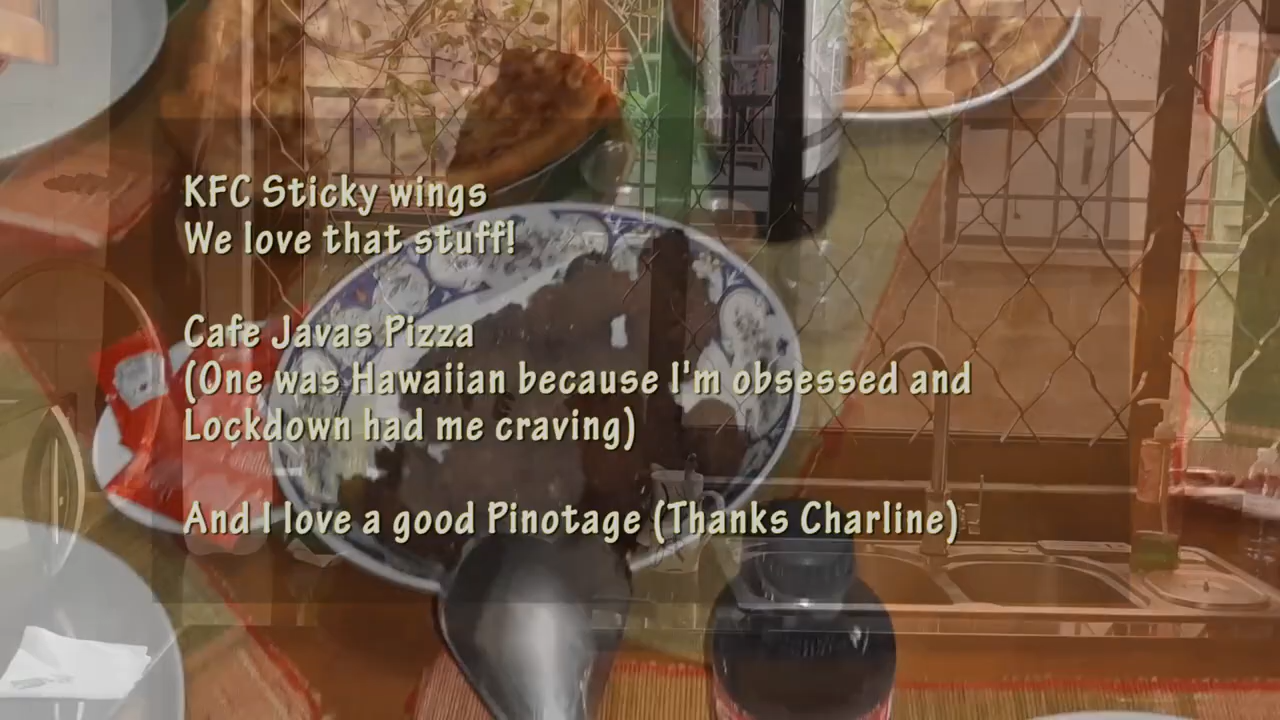 KFC Sticky wings
We love that stuff!
Cafe Javas Pizza
(One was Hawaiian because I'm obsessed and
Lockdown had me craving)
And I love a good Pinotage (Thanks Charline)